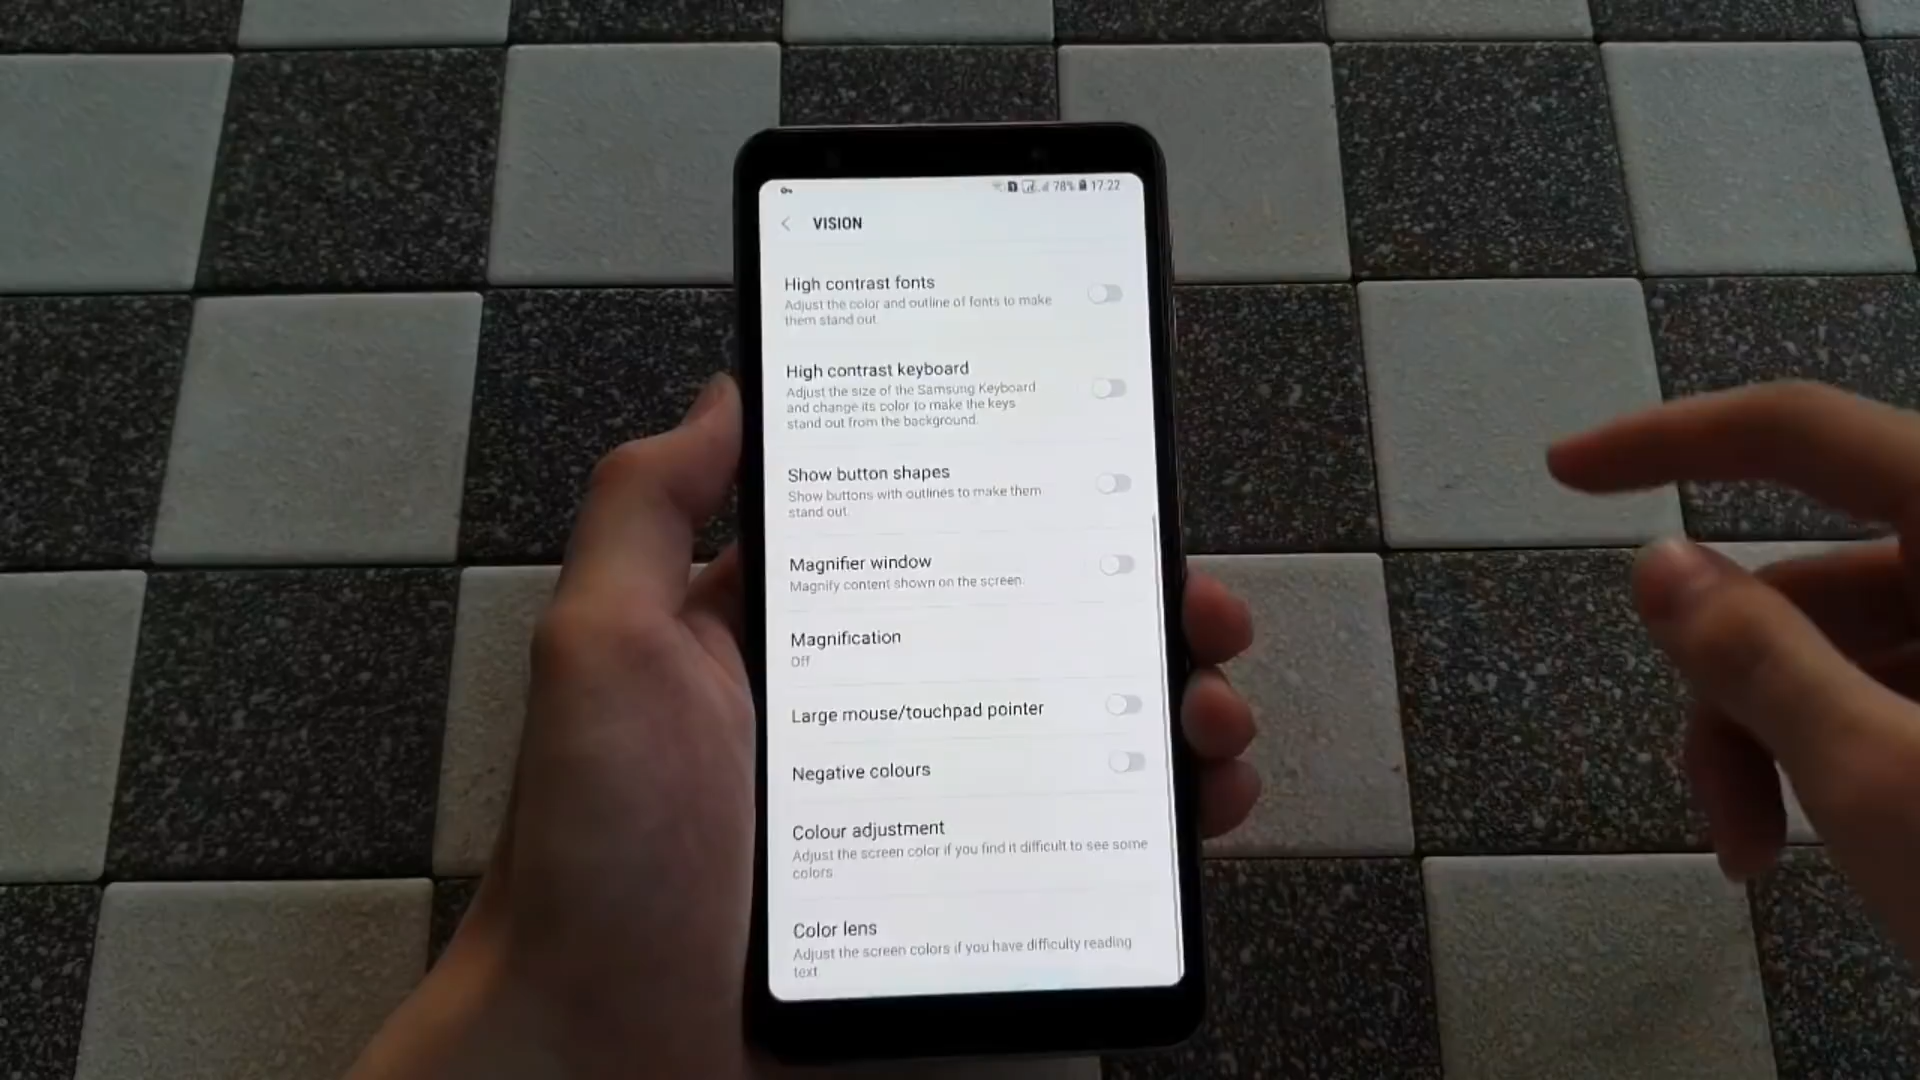 78% 17.22
VISION
High contrast fonts
Adjust the color and outline of fonts to make
them stand out.
High contrast keyboard
Adjust the size of the Samsung Keyboard
and change its color to make the keys
stand out from the background.
Show button shapes
Show buttons with outlines to make them
stand out.
Magnifier window
Magnify content shown on the screen.
Magnification
Off
Large mouse/touchpad pointer
Negative colours
Colour adjustment
Adjust the screen color if you find it difficult to see some
colors.
Color lens
Adjust the screen colors if you have difficulty reading
text.